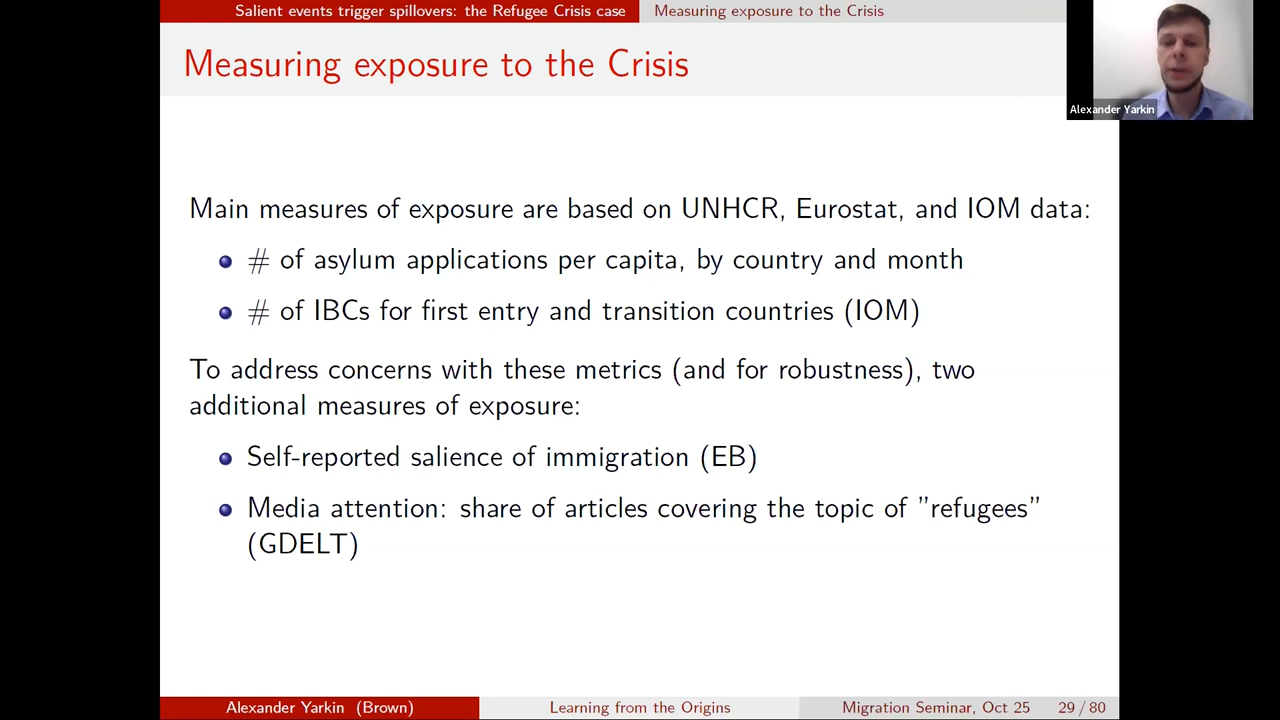 Salient events trigger spillovers: the Refugee Crisis case
Measuring exposure to the Crisis
Measuring exposure to the Crisis
Alexander Yarkin
Main measures of exposure are based on UNHCR, Eurostat, and IOM data:
# of asylum applications per capita, by country and month
# of IBCs for first entry and transition countries (IOM)
To address concerns with these metrics (and for robustness), two
additional measures of exposure:
Self-reported salience of immigration (EB)
Media attention: share of articles covering the topic of ”refugees”
(GDELT)
Alexander Yarkin (Brown)
Learning from the Origins
Migration Seminar, Oct 25
29 / 80